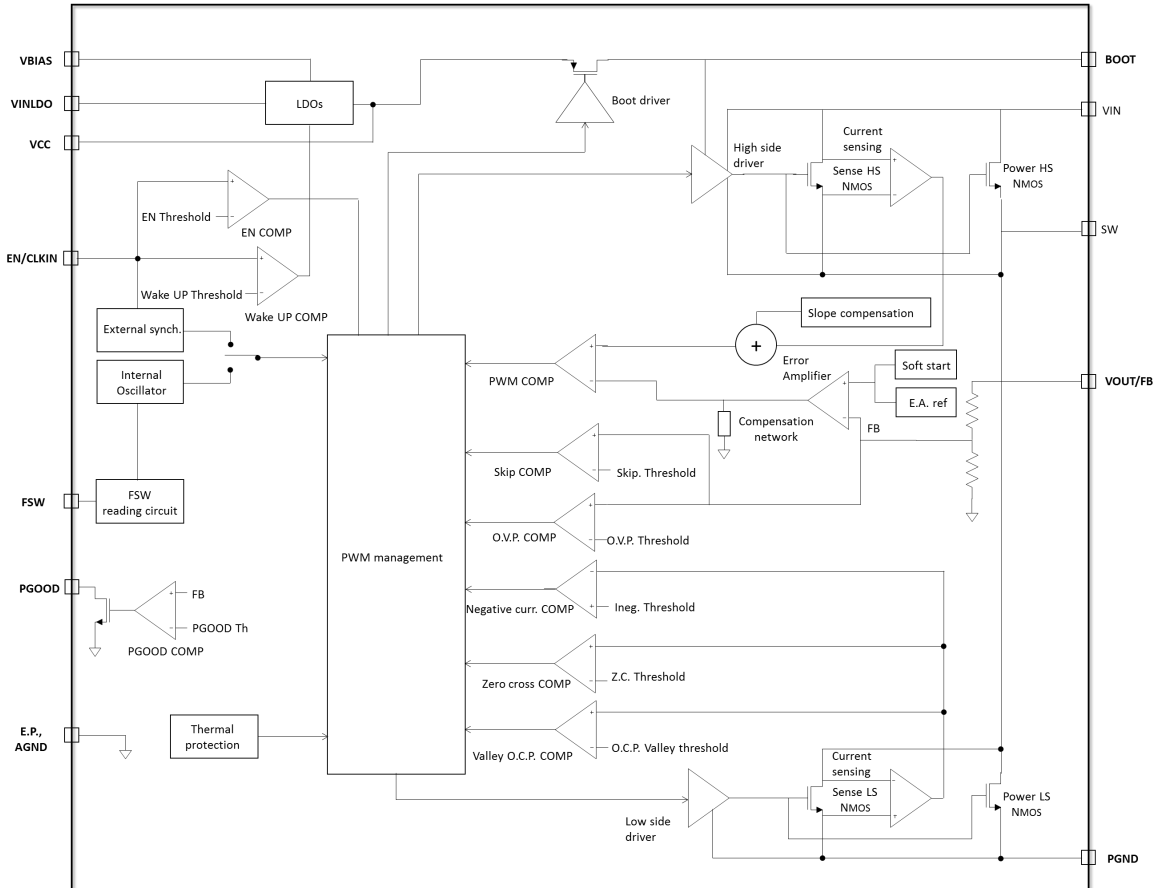 VBIAS
BOOT
VINLDO
LDOs
Boot driver
VIN
VCC
High side
driver
Current
sensing
Sense HS
NMOS
+
−
Power HS
NMOS
+
−
EN Threshold
EN COMP
SW
EN/CLKIN
+
−
Wake UP Threshold
Wake UP COMP
External synch.
Slope compensation
+
Internal
Oscillator
+
−
PWM COMP
Error
Amplifier
+
−
Soft start
E.A. ref
VOUT/FB
FB
Compensation
network
+
−
Skip COMP
Skip. Threshold
FSW
FSW
reading circuit
+
−
O.V.P. COMP
O.V.P. Threshold
PWM management
PGOOD
+
−
FB
PGOOD Th
PGOOD COMP
−
+
Negative curr. COMP
Ineg. Threshold
+
−
Zero cross COMP
Z.C. Threshold
E.P.,
AGND
Thermal
protection
+
−
Valley O.C.P. COMP
O.C.P. Valley threshold
Current
sensing
Sense LS
NMOS
−
+
Power LS
NMOS
Low side
driver
PGND